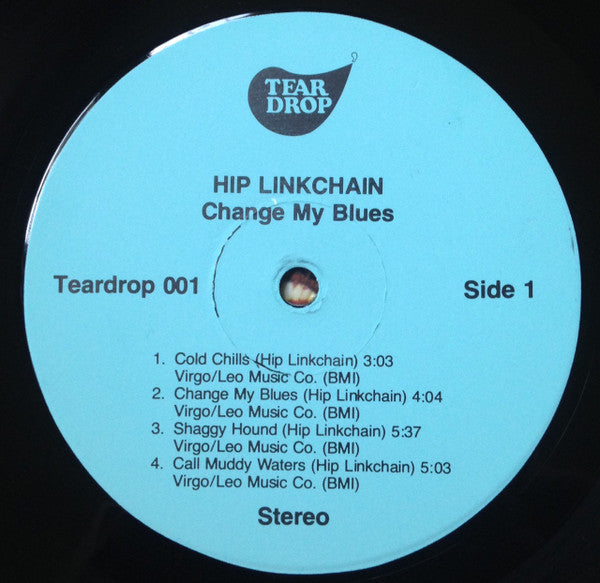 TEAR
DROP
HIP LINKCHAIN
Change My Blues
Teardrop 001
Side 1
1. Cold Chills (Hip Linkchain) 3:03
Virgo/Leo Music Co. (BMI)
2. Change My Blues (Hip Linkchain) 4:04
Virgo/Leo Music Co. (BMI)
3. Shaggy Hound (Hip Linkchain) 5:37
Virgo/Leo Music Co. (BMI)
4. Call Muddy Waters (Hip Linkchain) 5:03
Virgo/Leo Music Co. (BMI)
Stereo